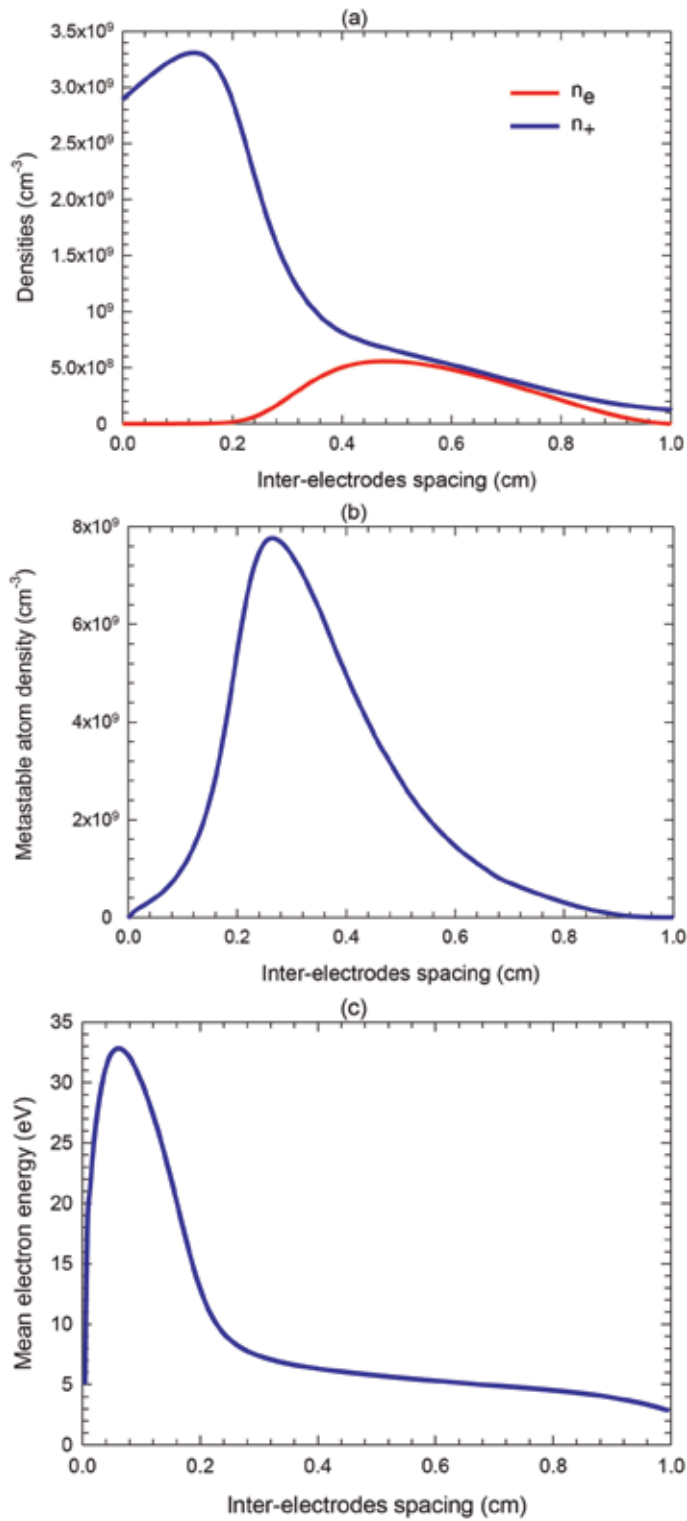 (a)
3.5x10⁹
3.0x10⁹
2.5x10⁹
2.0x10⁹
1.5x10⁹
10⁹
5.0x10⁸
0
Densities (cm⁻³)
nₑ
n₊
0.0 0.2 0.4 0.6 0.8 1.0
Inter-electrodes spacing (cm)
(b)
8x10⁹
6x10⁹
4x10⁹
2x10⁹
0
Metastable atom density (cm⁻³)
0.0 0.2 0.4 0.6 0.8 1.0
Inter-electrodes spacing (cm)
(c)
35
30
25
20
15
10
5
0
Mean electron energy (eV)
0.0 0.2 0.4 0.6 0.8 1.0
Inter-electrodes spacing (cm)